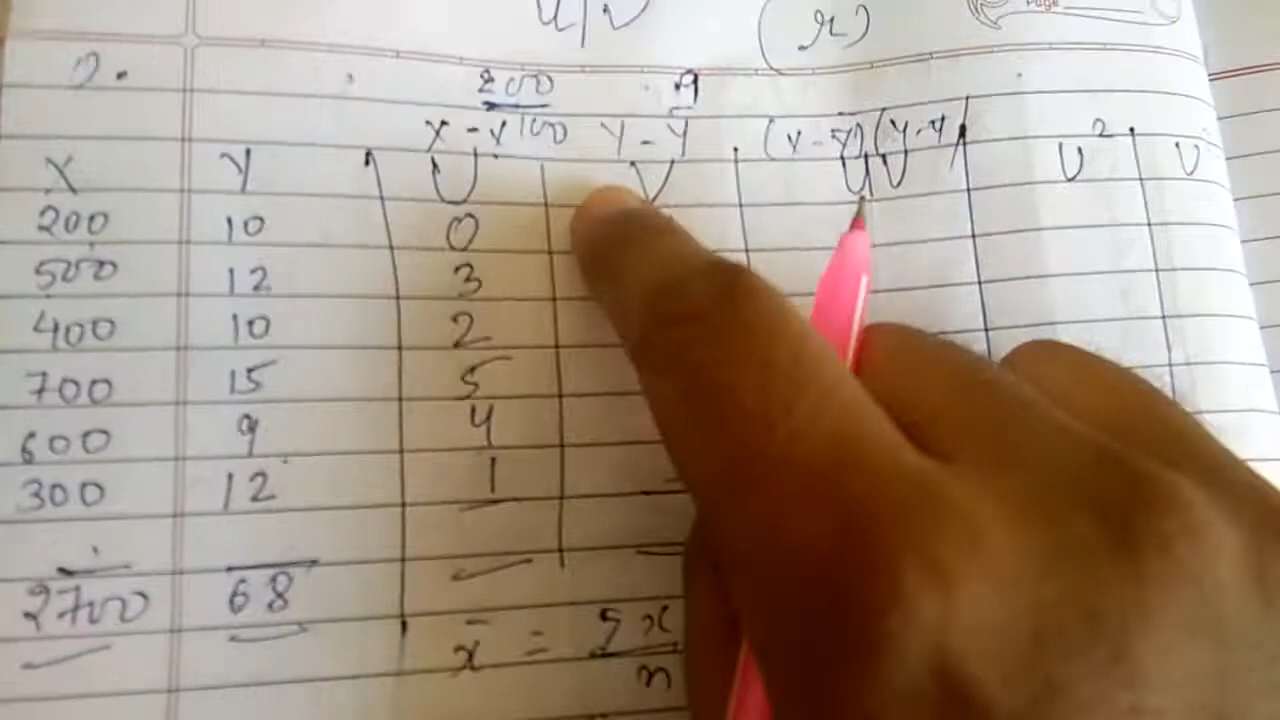 u/v (r)
200 9
X - X 100 Y - Y (X - X̄)(Y - Y)
X Y U V UV U² V
200 10 0
500 12 3
400 10 2
700 15 5
600 9 4
300 12 1
2700 68
x̄ = Σx
n